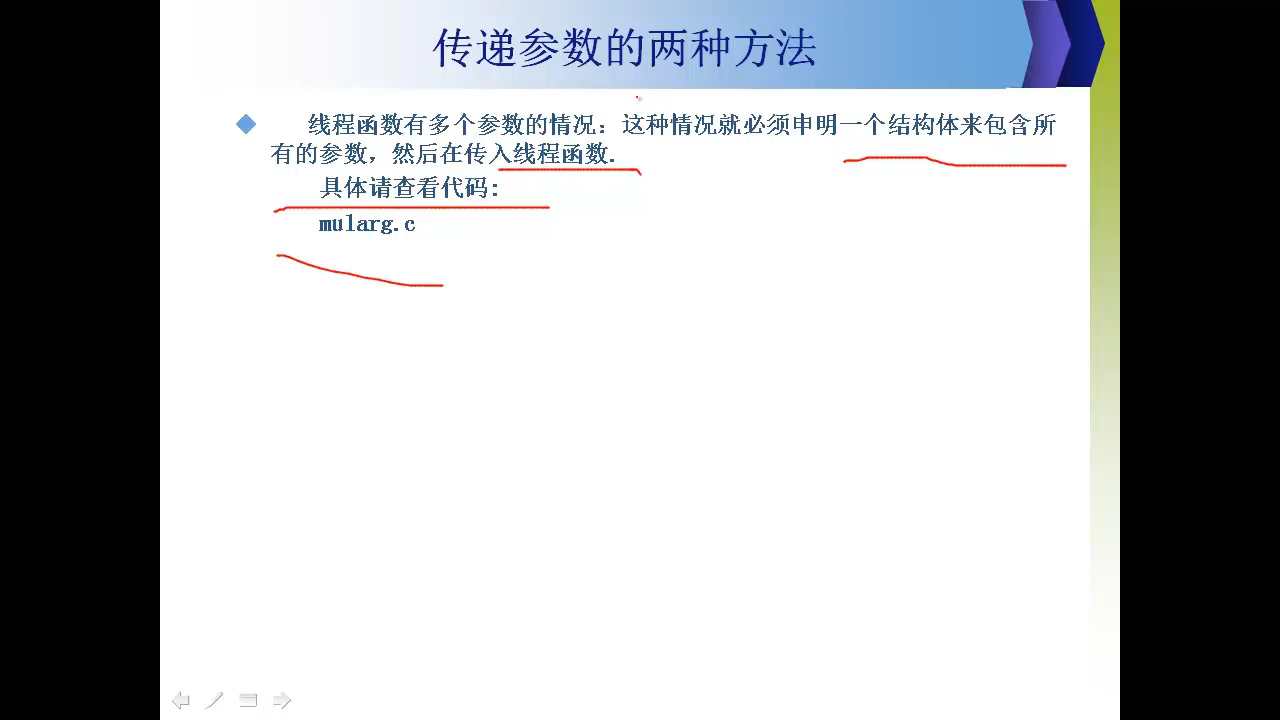 传递参数的两种方法
线程函数有多个参数的情况：这种情况就必须申明一个结构体来包含所
有的参数，然后在传入线程函数.
具体请查看代码:
mularg.c